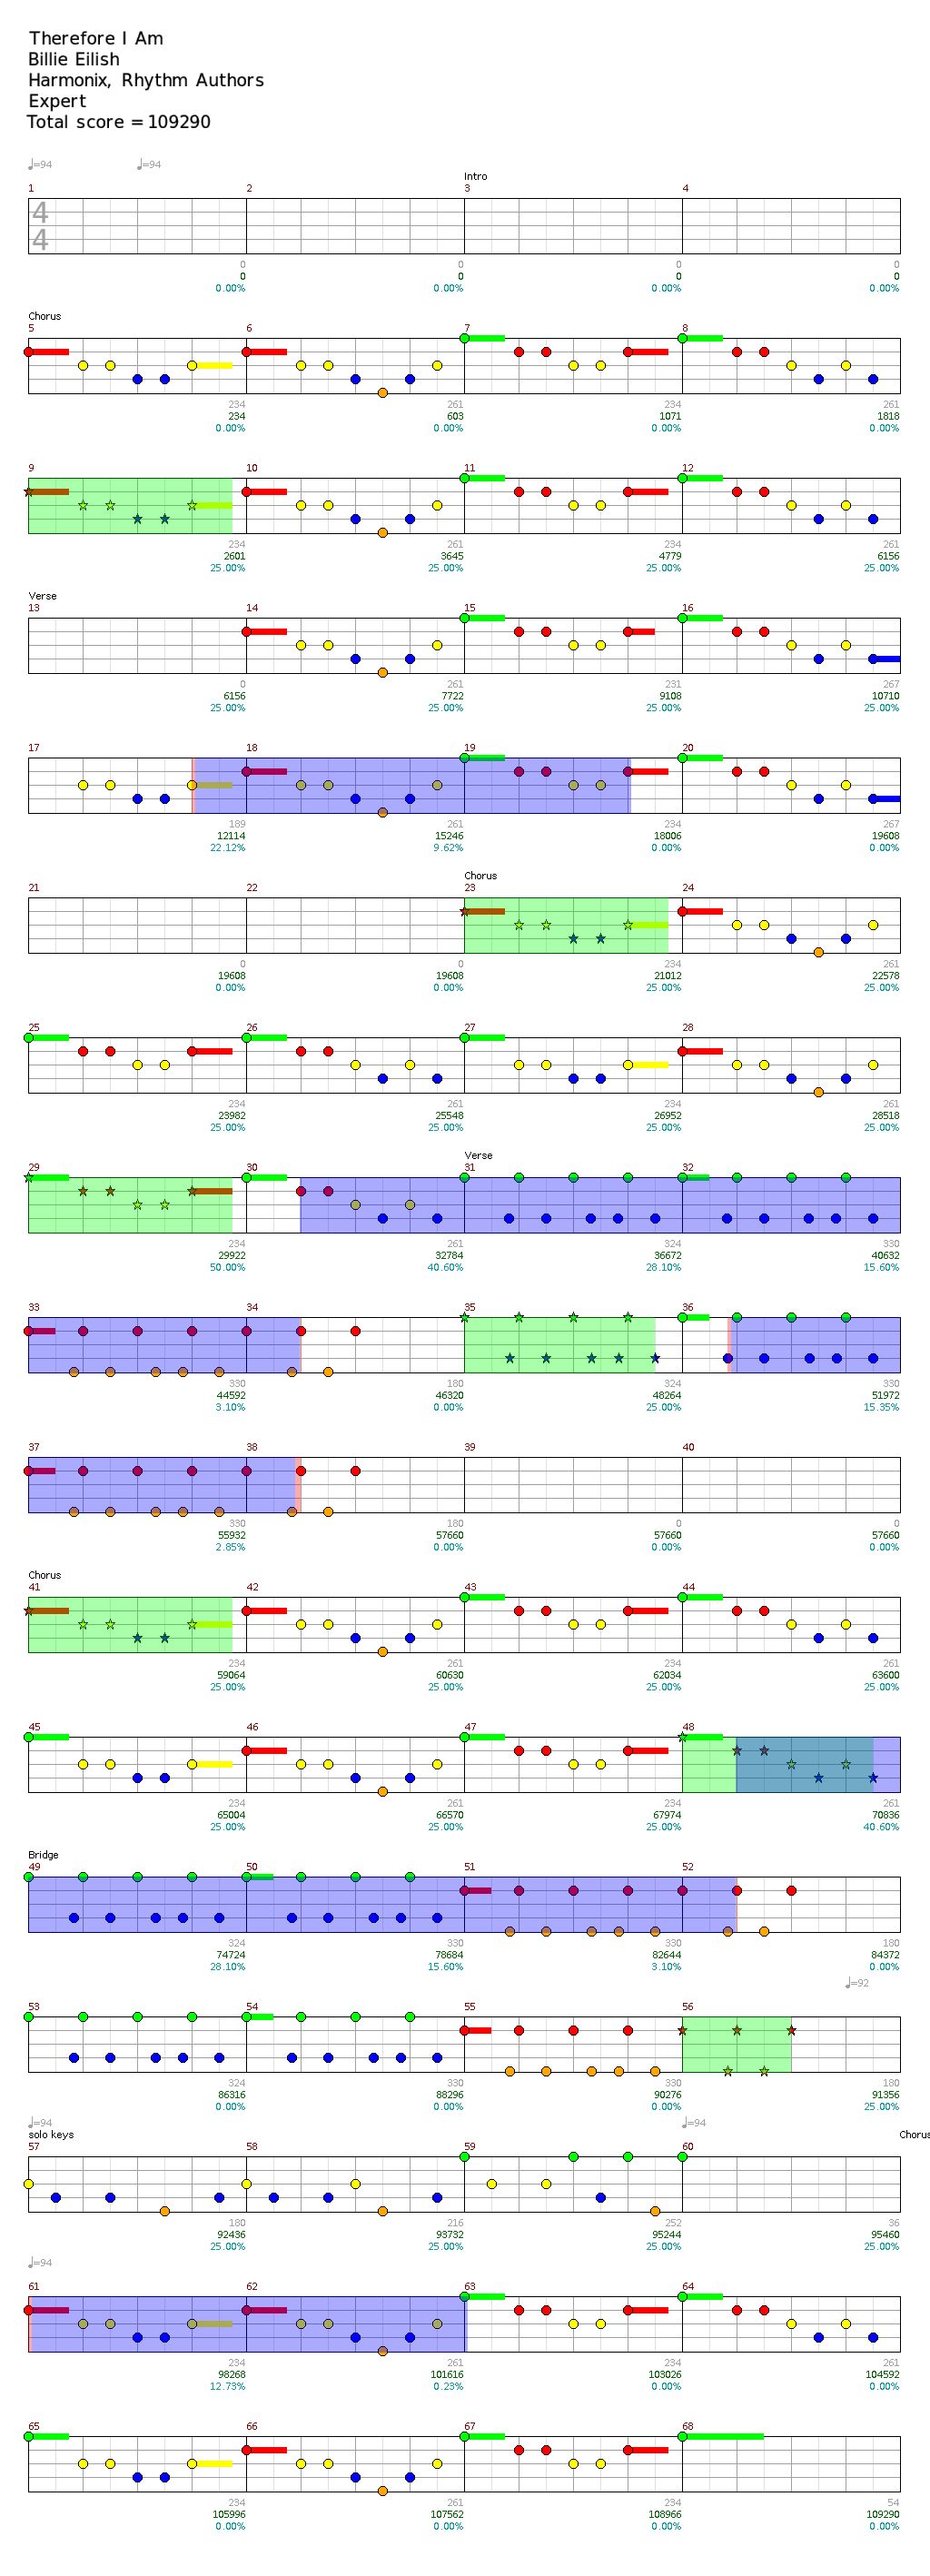 Therefore I Am
Billie Eilish
Harmonix, Rhythm Authors
Expert
Total score = 109290
♩=94 ♩=94
Intro
1 2 3 4
4
4
0 0 0 0
0 0 0 0
0.00% 0.00% 0.00% 0.00%
Chorus
5 6 7 8
234 261 234 261
234 603 1071 1818
0.00% 0.00% 0.00% 0.00%
9 10 11 12
234 261 234 261
2601 3645 4779 6156
25.00% 25.00% 25.00% 25.00%
Verse
13 14 15 16
0 261 231 267
6156 7722 9108 10710
25.00% 25.00% 25.00% 25.00%
17 18 19 20
189 261 234 267
12114 15246 18006 19608
22.12% 9.62% 0.00% 0.00%
Chorus
21 22 23 24
0 0 234 261
19608 19608 21012 22578
0.00% 0.00% 25.00% 25.00%
25 26 27 28
234 261 234 261
23982 25548 26952 28518
25.00% 25.00% 25.00% 25.00%
Verse
29 30 31 32
234 261 324 330
29922 32784 36672 40632
50.00% 40.60% 28.10% 15.60%
33 34 35 36
330 180 324 330
44592 46320 48264 51972
3.10% 0.00% 25.00% 15.35%
37 38 39 40
330 180 0 0
55932 57660 57660 57660
2.85% 0.00% 0.00% 0.00%
Chorus
41 42 43 44
234 261 234 261
59064 60630 62034 63600
25.00% 25.00% 25.00% 25.00%
45 46 47 48
234 261 234 261
65004 66570 67974 70836
25.00% 25.00% 25.00% 40.60%
Bridge
49 50 51 52
324 330 330 180
74724 78684 82644 84372
28.10% 15.60% 3.10% 0.00%
♩=92
53 54 55 56
324 330 330 180
86316 88296 90276 91356
0.00% 0.00% 0.00% 25.00%
♩=94 ♩=94
solo keys Chorus
57 58 59 60
180 216 252 36
92436 93732 95244 95460
25.00% 25.00% 25.00% 25.00%
♩=94
61 62 63 64
234 261 234 261
98268 101616 103026 104592
12.73% 0.23% 0.00% 0.00%
65 66 67 68
234 261 234 54
105996 107562 108966 109290
0.00% 0.00% 0.00% 0.00%